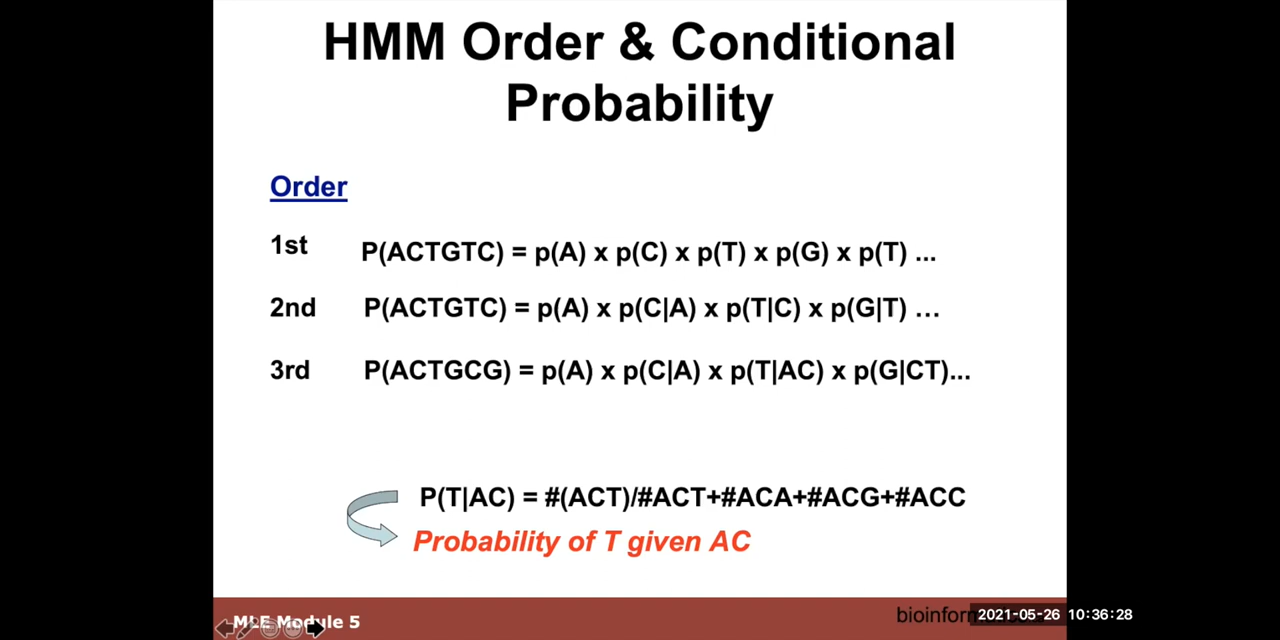 HMM Order & Conditional
Probability
Order
1st P(ACTGTC) = p(A) x p(C) x p(T) x p(G) x p(T) ...
2nd P(ACTGTC) = p(A) x p(C|A) x p(T|C) x p(G|T) …
3rd P(ACTGCG) = p(A) x p(C|A) x p(T|AC) x p(G|CT)...
P(T|AC) = #(ACT)/#ACT+#ACA+#ACG+#ACC
Probability of T given AC
MLE Module 5
2021-05-26 10:36:28